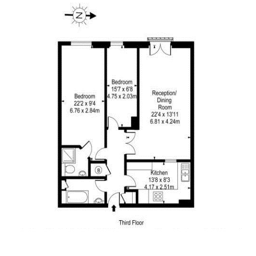 N
Bedroom
15'7 x 6'8
4.75 x 2.03m
Bedroom
22'2 x 9'4
6.76 x 2.84m
Reception/
Dining
Room
22'4 x 13'11
6.81 x 4.24m
Kitchen
13'8 x 8'3
4.17 x 2.51m
Third Floor